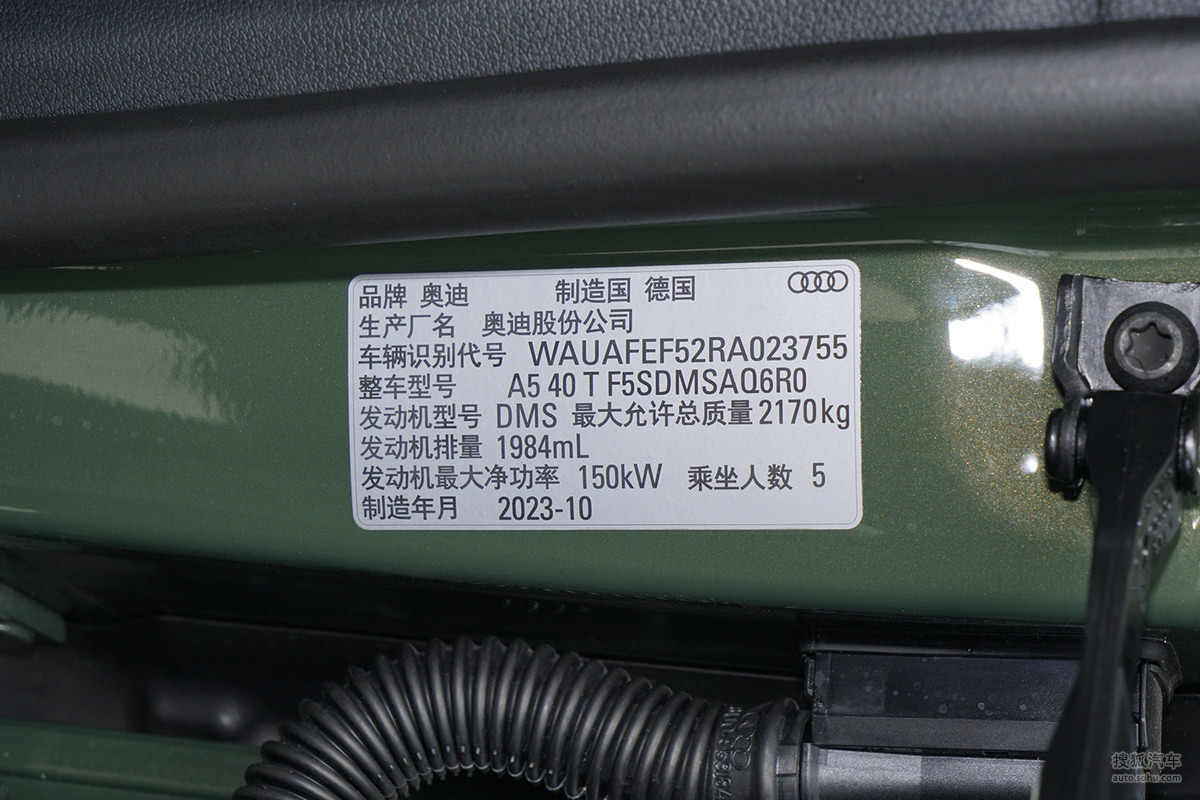 品牌 奥迪 制造国 德国
生产厂名 奥迪股份公司
车辆识别代号 WAUAFEF52RA023755
整车型号 A5 40 T F5SDMSAQ6R0
发动机型号 DMS 最大允许总质量 2170kg
发动机排量 1984mL
发动机最大净功率 150kW 乘坐人数 5
制造年月 2023-10
搜狐汽车
auto.sohu.com